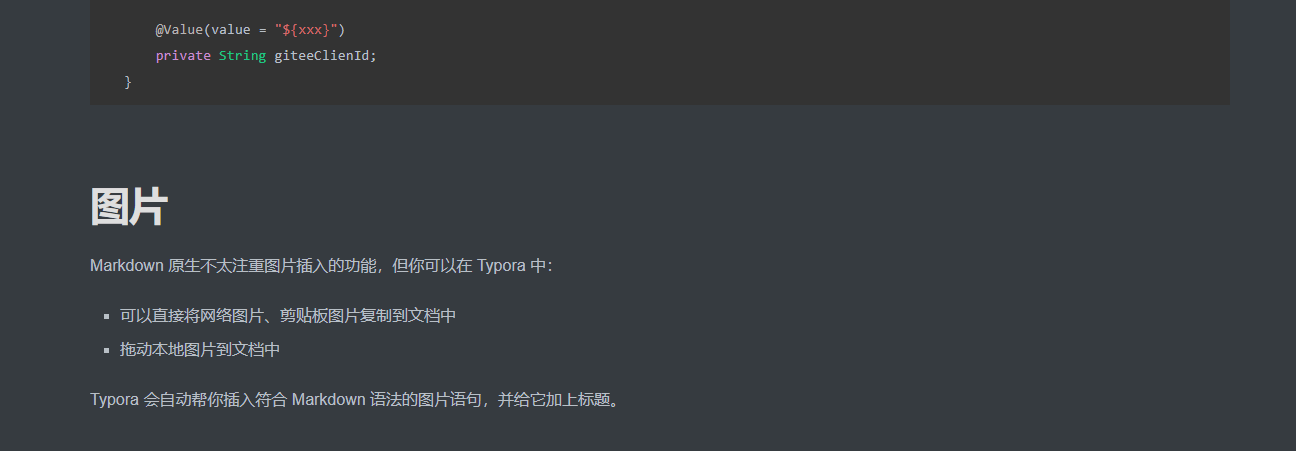 @Value(value = "${xxx}")
private String giteeClienId;
}
图片
Markdown 原生不太注重图片插入的功能，但你可以在 Typora 中：
可以直接将网络图片、剪贴板图片复制到文档中
拖动本地图片到文档中
Typora 会自动帮你插入符合 Markdown 语法的图片语句，并给它加上标题。